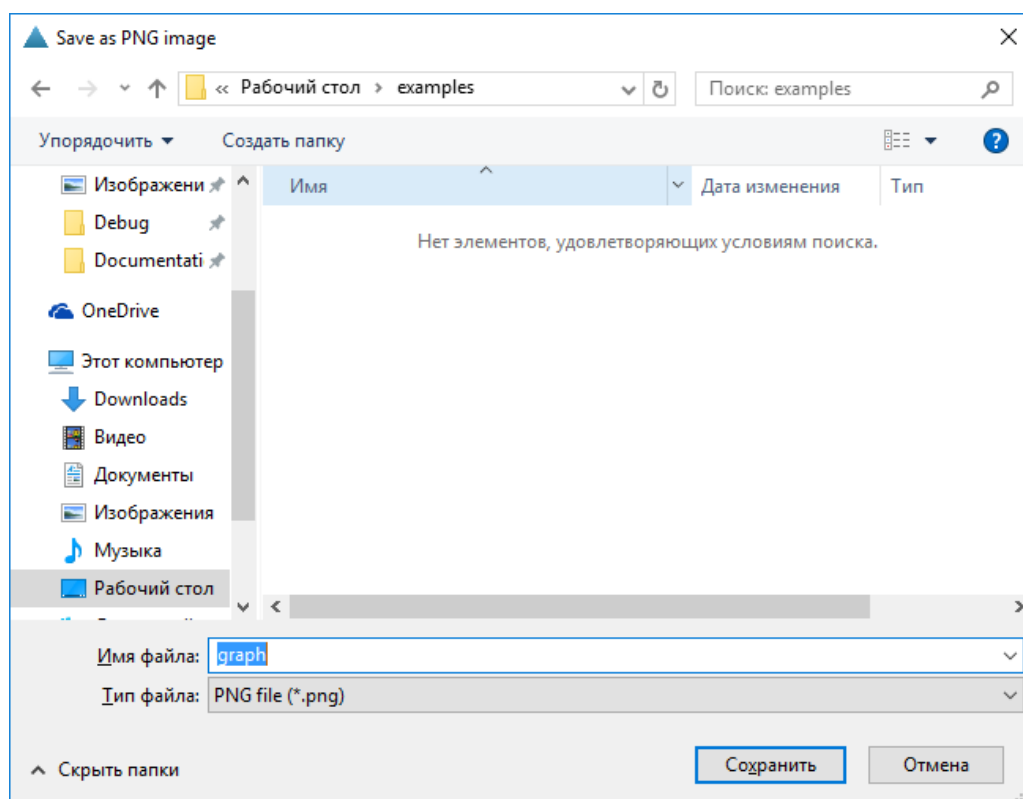 Save as PNG image
« Рабочий стол › examples
Поиск: examples
Упорядочить
Создать папку
Имя
Дата изменения
Тип
Нет элементов, удовлетворяющих условиям поиска.
Изображени
Debug
Documentati
OneDrive
Этот компьютер
Downloads
Видео
Документы
Изображения
Музыка
Рабочий стол
Имя файла: graph
Тип файла: PNG file (*.png)
Скрыть папки
Сохранить
Отмена